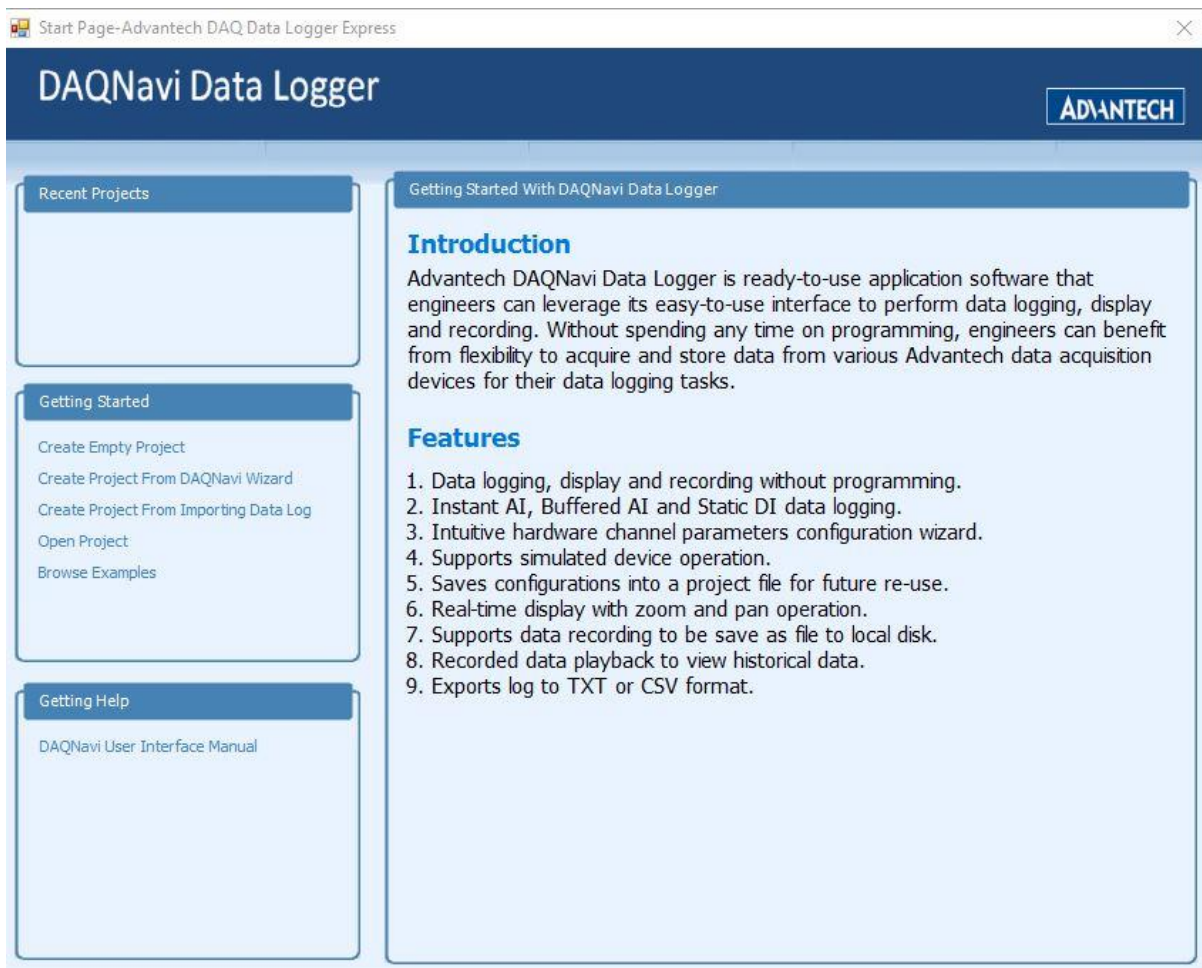 Start Page-Advantech DAQ Data Logger Express
DAQNavi Data Logger
ADVANTECH
Recent Projects
Getting Started
Create Empty Project
Create Project From DAQNavi Wizard
Create Project From Importing Data Log
Open Project
Browse Examples
Getting Help
DAQNavi User Interface Manual
Getting Started With DAQNavi Data Logger
Introduction
Advantech DAQNavi Data Logger is ready-to-use application software that
engineers can leverage its easy-to-use interface to perform data logging, display
and recording. Without spending any time on programming, engineers can benefit
from flexibility to acquire and store data from various Advantech data acquisition
devices for their data logging tasks.
Features
1. Data logging, display and recording without programming.
2. Instant AI, Buffered AI and Static DI data logging.
3. Intuitive hardware channel parameters configuration wizard.
4. Supports simulated device operation.
5. Saves configurations into a project file for future re-use.
6. Real-time display with zoom and pan operation.
7. Supports data recording to be save as file to local disk.
8. Recorded data playback to view historical data.
9. Exports log to TXT or CSV format.